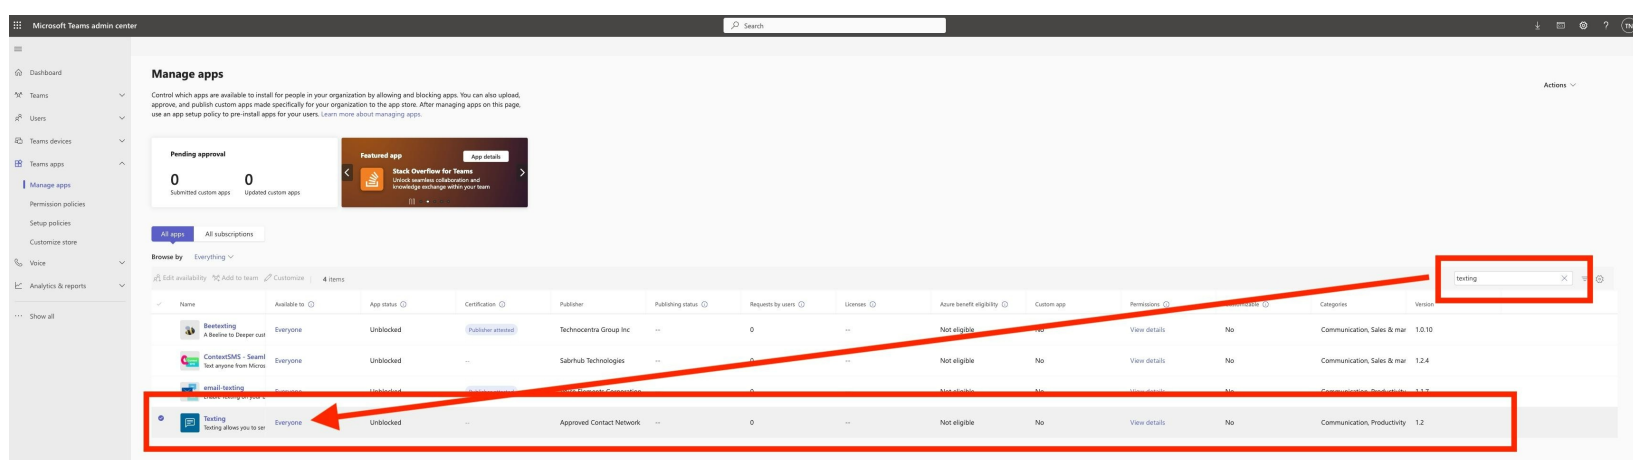 Microsoft Teams admin center
Search
TN
Dashboard
Teams
Users
Teams devices
Teams apps
Manage apps
Permission policies
Setup policies
Customize store
Voice
Analytics & reports
Show all
Manage apps
Actions
Control which apps are available to install for people in your organization by allowing and blocking apps. You can also upload,
approve, and publish custom apps made specifically for your organization to the app store. After managing apps on this page,
use an app setup policy to pre-install apps for your users. Learn more about managing apps.
Pending approval
0 0
Submitted custom apps Updated custom apps
Featured app App details
Stack Overflow for Teams
Unlock seamless collaboration and
knowledge exchange within your team
All apps All subscriptions
Browse by Everything
Edit availability Add to team Customize 4 items
texting
Name Available to App status Certification Publisher Publishing status Requests by users Licenses Azure benefit eligibility Custom app Permissions Categories Version
Beetexting
A Beeline to Deeper cust Everyone Unblocked Publisher attested Technocentra Group Inc -- 0 -- Not eligible No View details No Communication, Sales & mar 1.0.10
ContextSMS - Seaml
Text anyone from Micros Everyone Unblocked -- Sabrhub Technologies -- 0 -- Not eligible No View details No Communication, Sales & mar 1.2.4
email-texting
Texting
Texting allows you to ser Everyone Unblocked -- Approved Contact Network -- 0 -- Not eligible No View details No Communication, Productivity 1.2